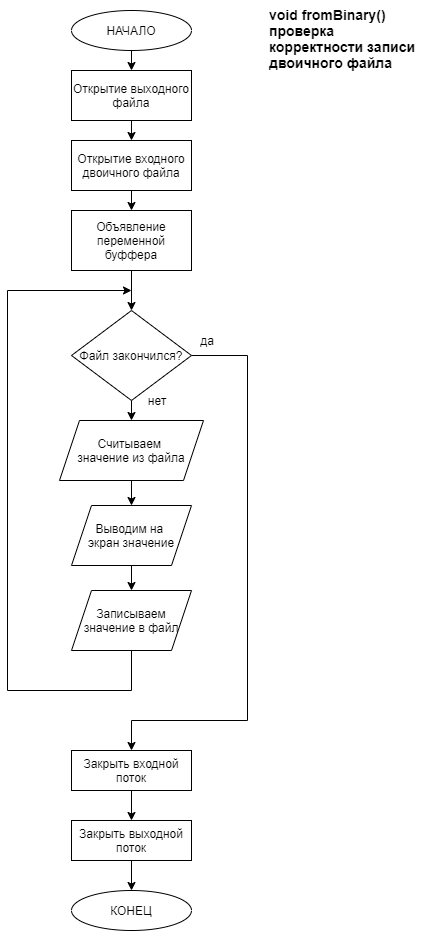 void fromBinary()
проверка
корректности записи
двоичного файла
НАЧАЛО
Открытие выходного
файла
Открытие входного
двоичного файла
Объявление
переменной
буффера
Файл закончился?
да
нет
Считываем
значение из файла
Выводим на
экран значение
Записываем
значение в файл
Закрыть входной
поток
Закрыть выходной
поток
КОНЕЦ